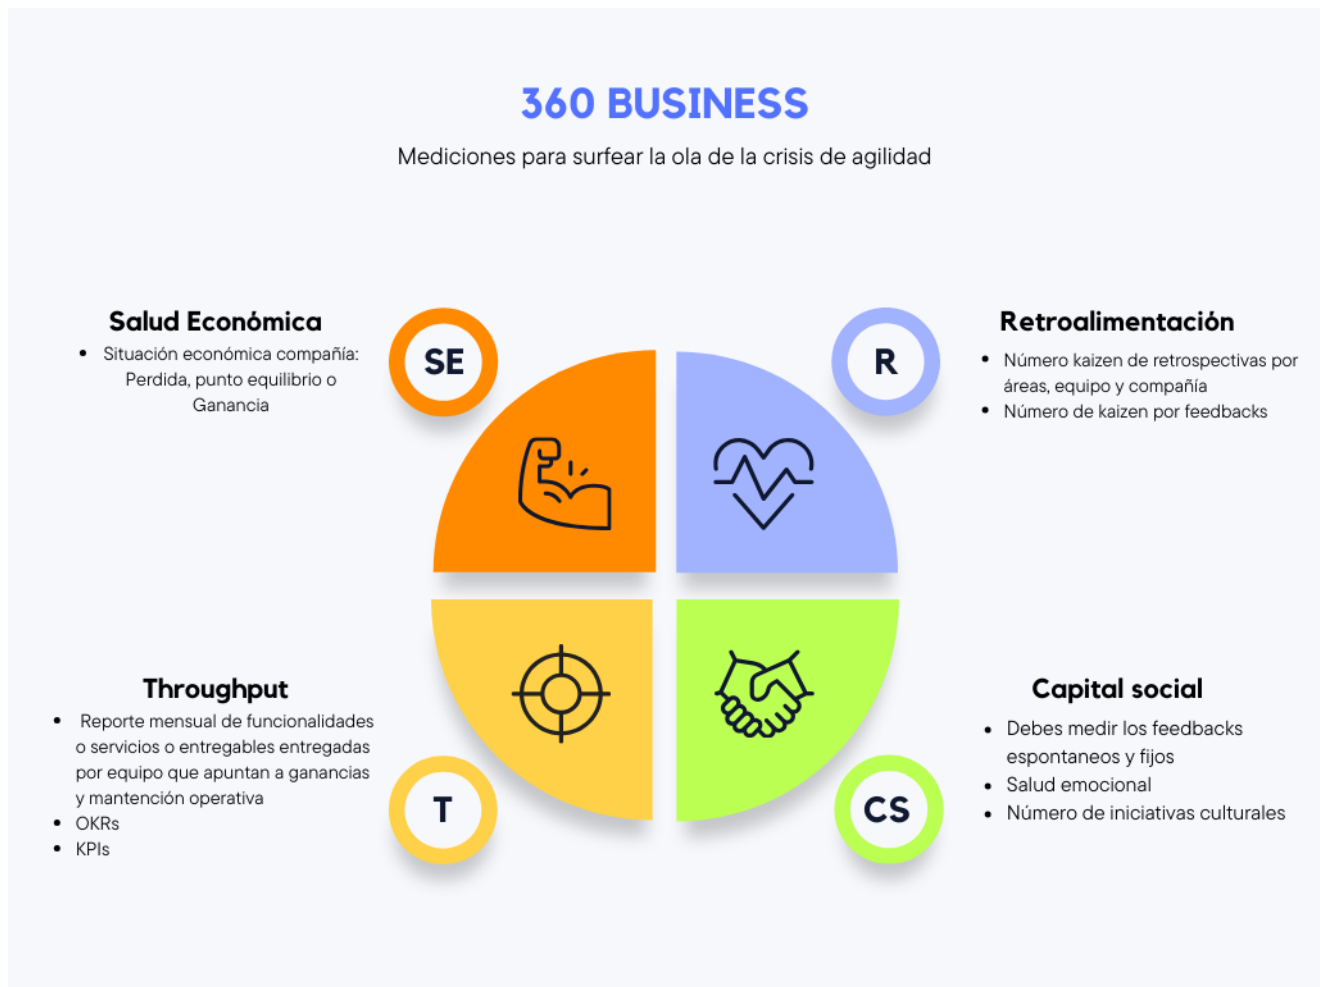 360 BUSINESS
Mediciones para surfear la ola de la crisis de agilidad
Salud Económica
• Situación económica compañía:
Perdida, punto equilibrio o
Ganancia
SE
R
Retroalimentación
• Número kaizen de retrospectivas por
áreas, equipo y compañía
• Número de kaizen por feedbacks
Throughput
• Reporte mensual de funcionalidades
o servicios o entregables entregadas
por equipo que apuntan a ganancias
y mantención operativa
• OKRs
• KPIs
T
CS
Capital social
• Debes medir los feedbacks
espontaneos y fijos
• Salud emocional
• Número de iniciativas culturales